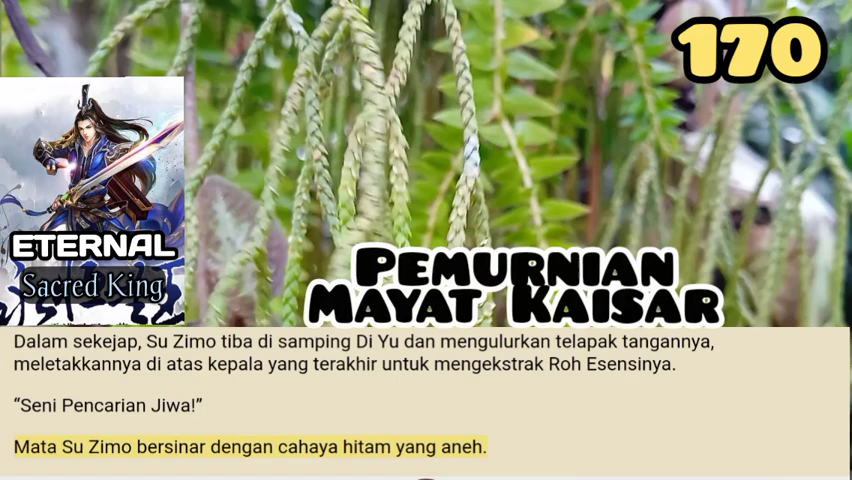 170
ETERNAL
Sacred King
PEMURNIAN
MAYAT KAISAR
Dalam sekejap, Su Zimo tiba di samping Di Yu dan mengulurkan telapak tangannya,
meletakkannya di atas kepala yang terakhir untuk mengekstrak Roh Esensinya.
“Seni Pencarian Jiwa!”
Mata Su Zimo bersinar dengan cahaya hitam yang aneh.